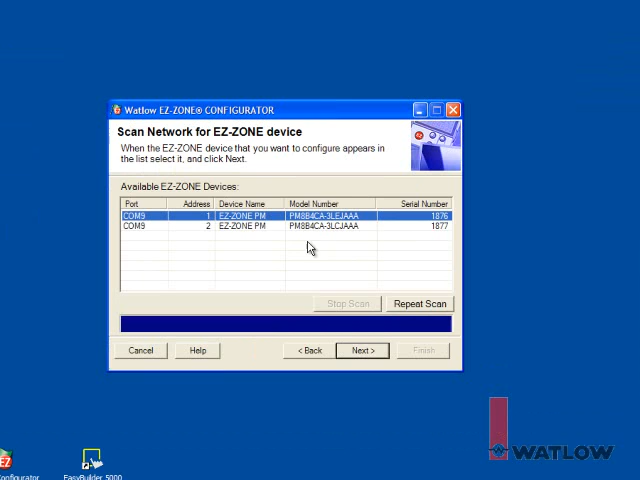 Watlow EZ-ZONE® CONFIGURATOR
Scan Network for EZ-ZONE device
When the EZ-ZONE device that you want to configure appears in
the list select it, and click Next.
Available EZ-ZONE Devices:
Port Address Device Name Model Number Serial Number
COM9 1 EZ-ZONE PM PM8B4CA-3LEJAAA 1876
COM9 2 EZ-ZONE PM PM8B4CA-3LCJAAA 1877
Stop Scan Repeat Scan
Cancel Help < Back Next > Finish
WATLOW
EZ
Configurator EasyBuilder 5000